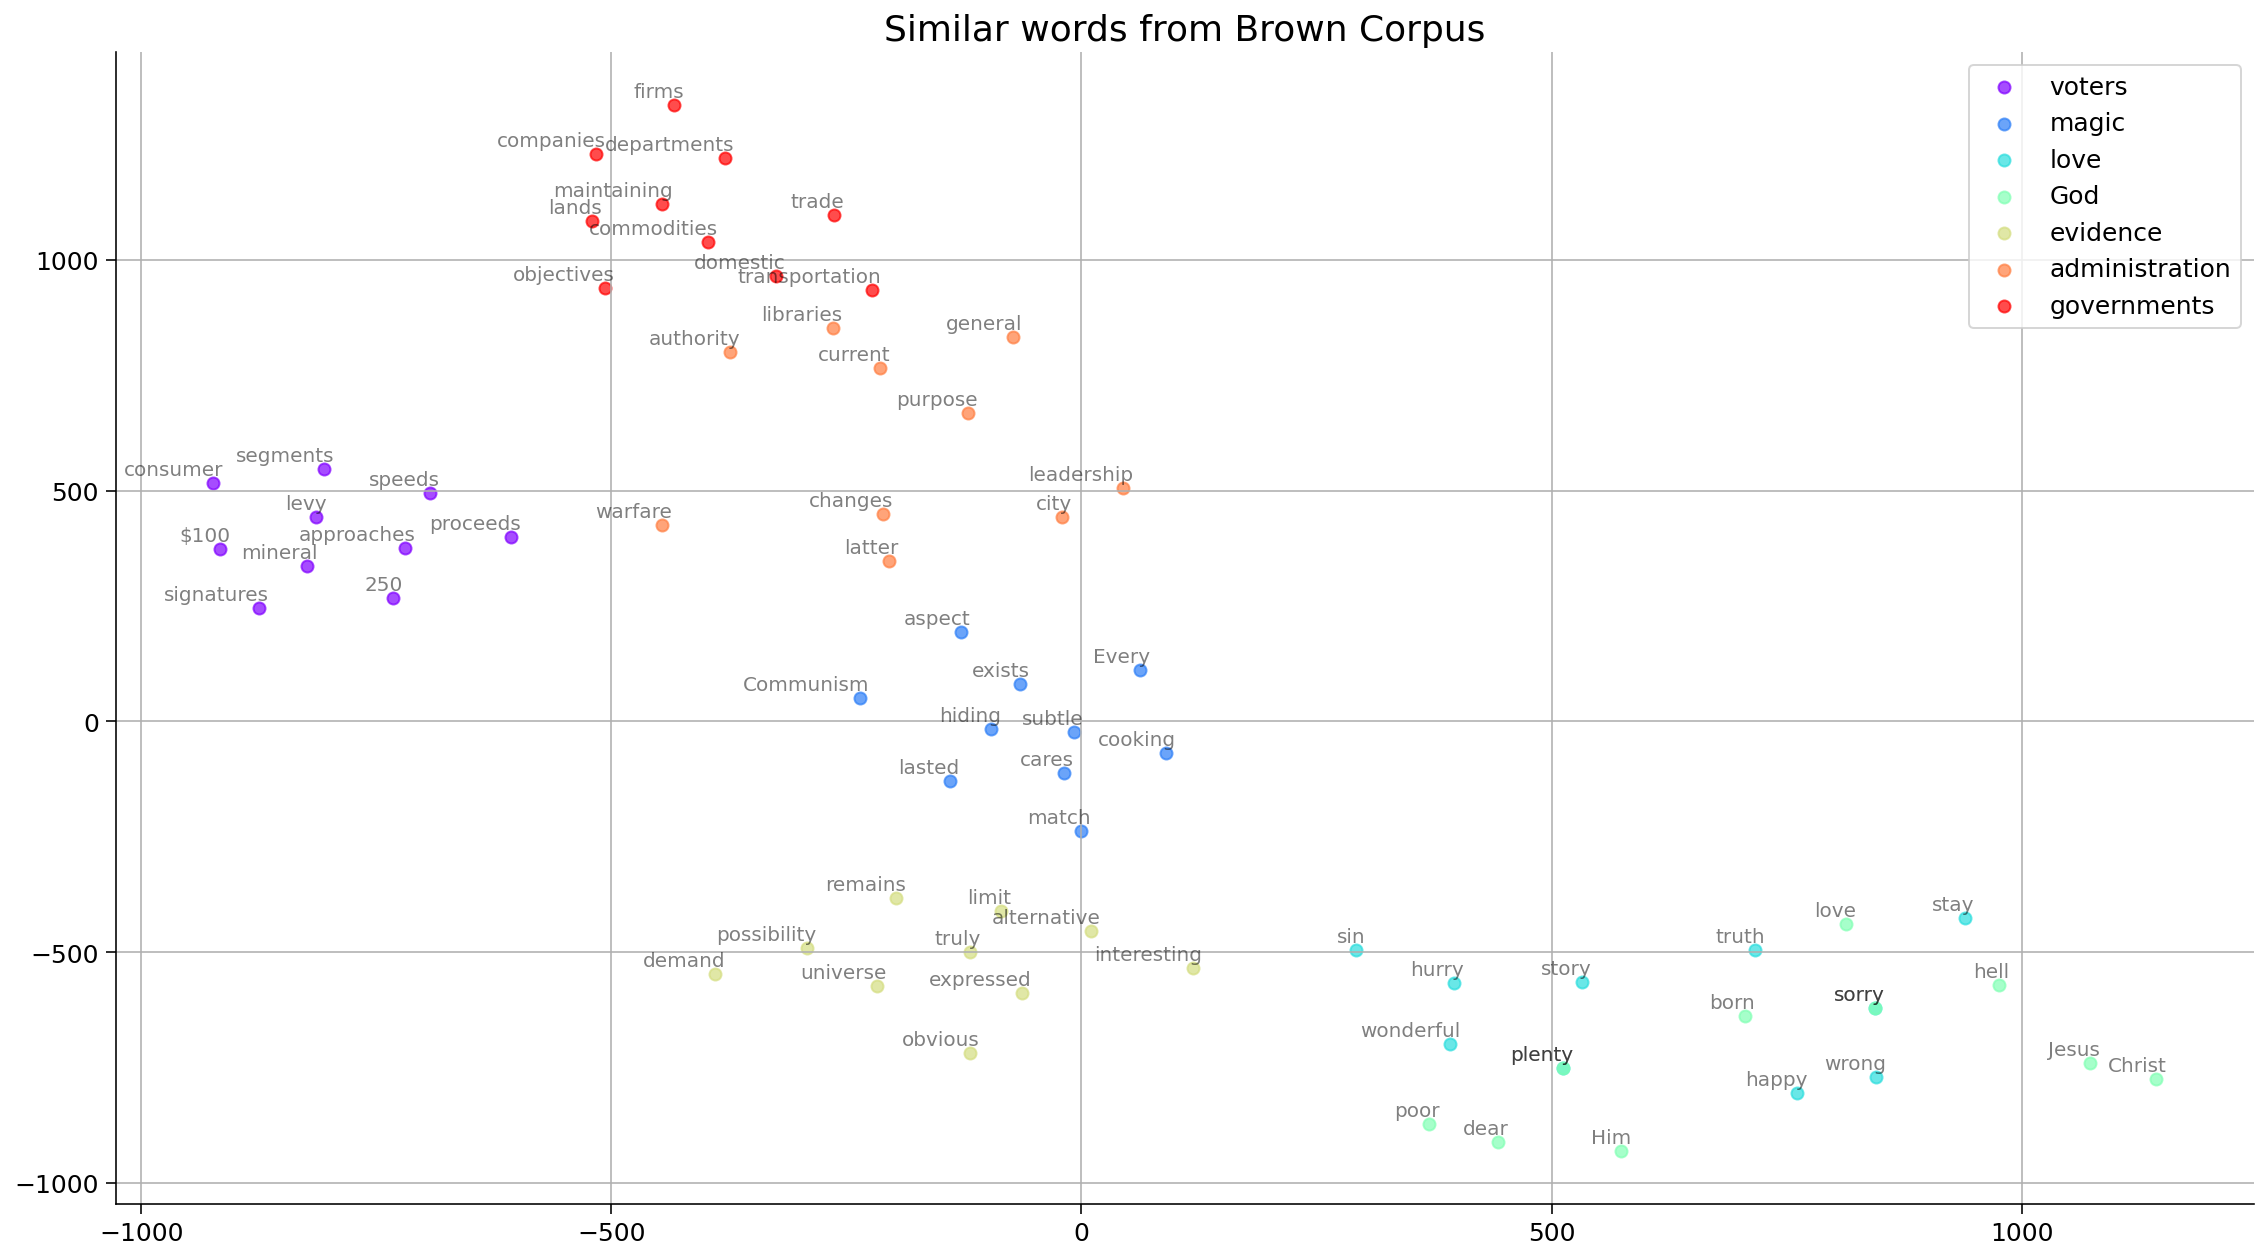 Similar words from Brown Corpus
voters
magic
love
God
evidence
administration
governments
firms
companies
departments
maintaining
lands
trade
commodities
domestic
objectives
transportation
libraries
general
authority
current
purpose
segments
consumer
speeds
leadership
levy
changes
city
warfare
proceeds
$100
approaches
mineral
latter
250
signatures
aspect
Every
exists
Communism
hiding
subtle
cooking
cares
lasted
match
remains
limit
alternative
love
stay
possibility
truly
sin
truth
demand
interesting
universe
expressed
hurry
story
hell
born
sorry
wonderful
obvious
plenty
Jesus
Christ
wrong
happy
poor
dear
Him
1000
500
0
−500
−1000
−1000
−500
0
500
1000